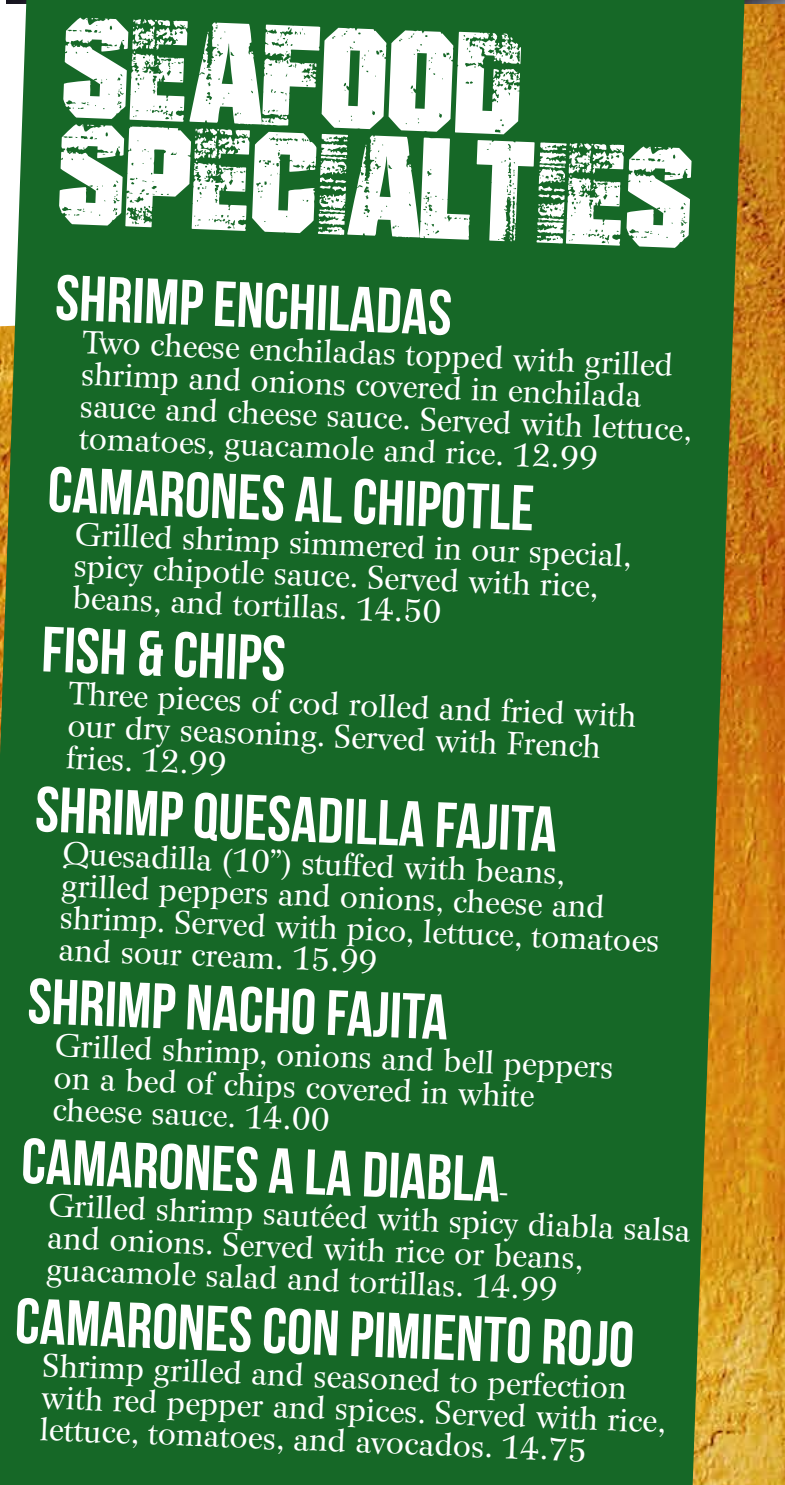 SEAFOOD
SPECIALTIES
SHRIMP ENCHILADAS
Two cheese enchiladas topped with grilled
shrimp and onions covered in enchilada
sauce and cheese sauce. Served with lettuce,
tomatoes, guacamole and rice. 12.99
CAMARONES AL CHIPOTLE
Grilled shrimp simmered in our special,
spicy chipotle sauce. Served with rice,
beans, and tortillas. 14.50
FISH & CHIPS
Three pieces of cod rolled and fried with
our dry seasoning. Served with French
fries. 12.99
SHRIMP QUESADILLA FAJITA
Quesadilla (10”) stuffed with beans,
grilled peppers and onions, cheese and
shrimp. Served with pico, lettuce, tomatoes
and sour cream. 15.99
SHRIMP NACHO FAJITA
Grilled shrimp, onions and bell peppers
on a bed of chips covered in white
cheese sauce. 14.00
CAMARONES A LA DIABLA-
Grilled shrimp sautéed with spicy diabla salsa
and onions. Served with rice or beans,
guacamole salad and tortillas. 14.99
CAMARONES CON PIMIENTO ROJO
Shrimp grilled and seasoned to perfection
with red pepper and spices. Served with rice,
lettuce, tomatoes, and avocados. 14.75